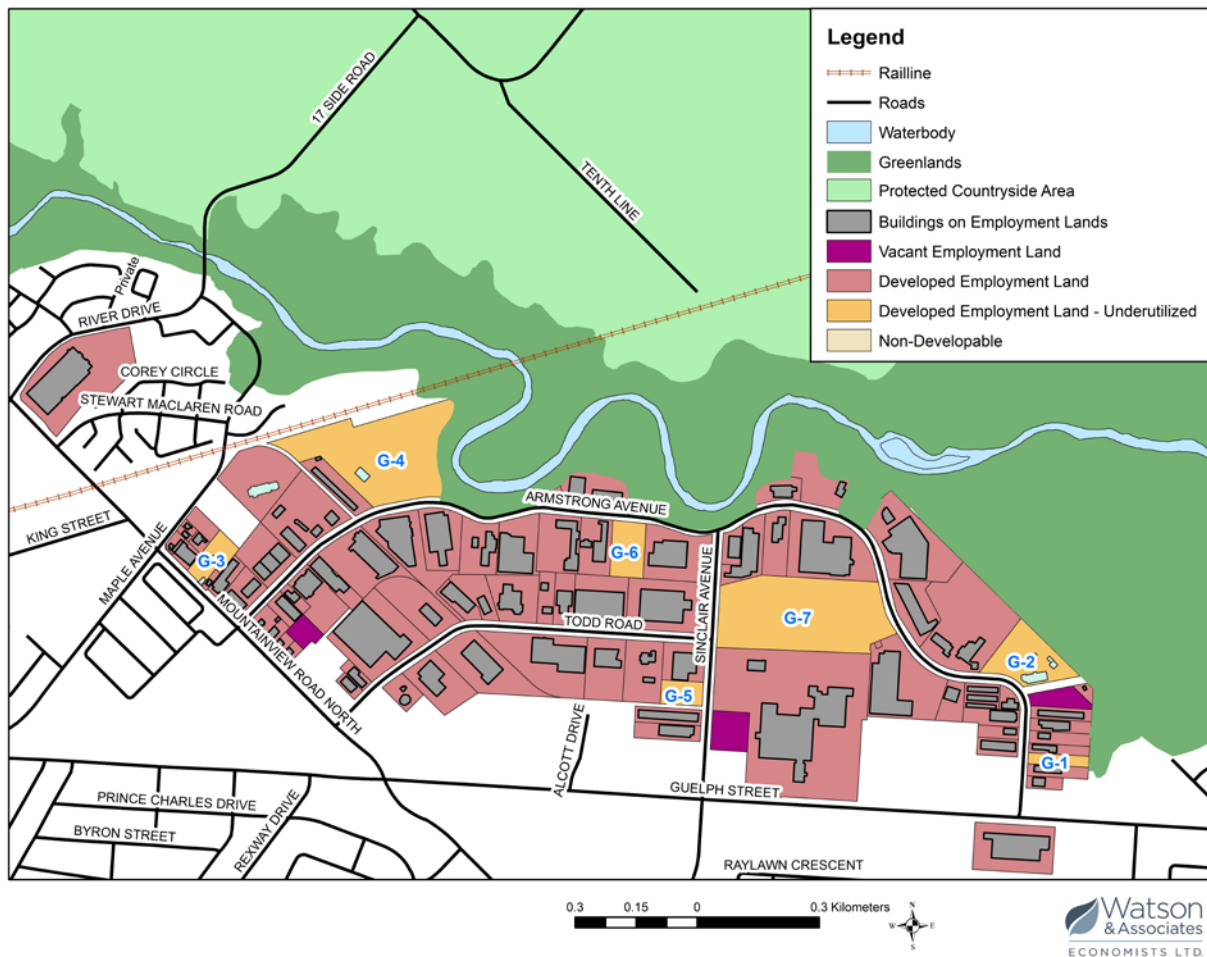 Legend
Railline
Roads
Waterbody
Greenlands
Protected Countryside Area
Buildings on Employment Lands
Vacant Employment Land
Developed Employment Land
Developed Employment Land - Underutilized
Non-Developable
17 SIDE ROAD
TENTH LINE
Private
RIVER DRIVE
COREY CIRCLE
STEWART MACLAREN ROAD
KING STREET
MAPLE AVENUE
MOUNTAINVIEW ROAD NORTH
ARMSTRONG AVENUE
SINCLAIR AVENUE
TODD ROAD
ALCOTT DRIVE
GUELPH STREET
PRINCE CHARLES DRIVE
BYRON STREET
REXWAY DRIVE
RAYLAWN CRESCENT
G-4
G-3
G-6
G-7
G-2
G-5
G-1
0.3 0.15 0 0.3 Kilometers
N
W E
S
Watson
& Associates
ECONOMISTS LTD.